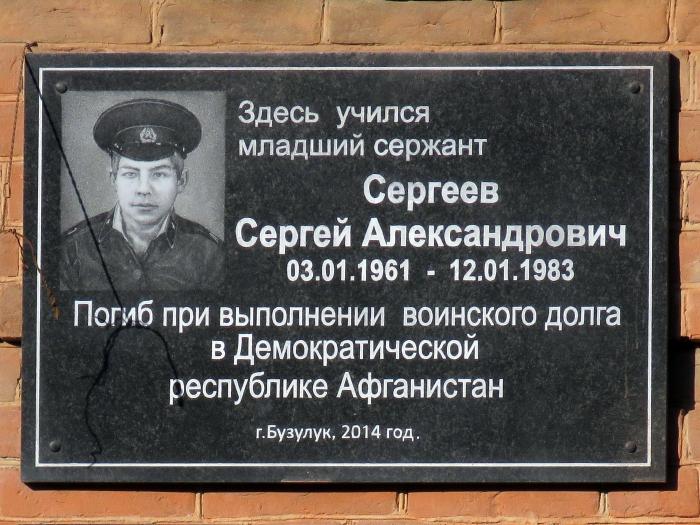 Здесь учился
младший сержант
Сергеев
Сергей Александрович
03.01.1961 - 12.01.1983
Погиб при выполнении воинского долга
в Демократической
республике Афганистан
г.Бузулук, 2014 год.